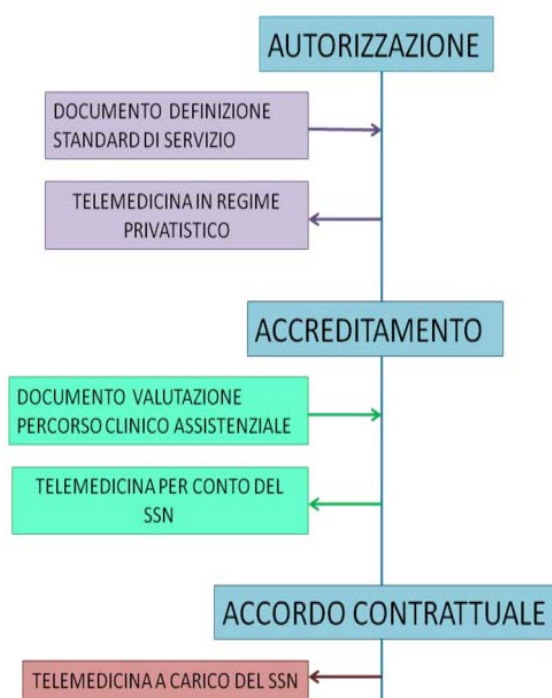 AUTORIZZAZIONE
DOCUMENTO DEFINIZIONE
STANDARD DI SERVIZIO
TELEMEDICINA IN REGIME
PRIVATISTICO
ACCREDITAMENTO
DOCUMENTO VALUTAZIONE
PERCORSO CLINICO ASSISTENZIALE
TELEMEDICINA PER CONTO DEL
SSN
ACCORDO CONTRATTUALE
TELEMEDICINA A CARICO DEL SSN